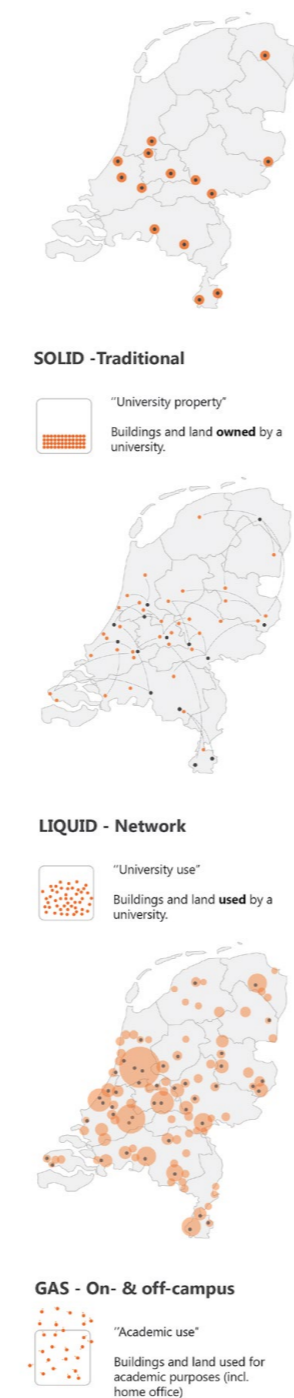 SOLID -Traditional
"University property"
Buildings and land owned by a
university.
LIQUID - Network
"University use"
Buildings and land used by a
university.
GAS - On- & off-campus
"Academic use"
Buildings and land used for
academic purposes (incl.
home office)